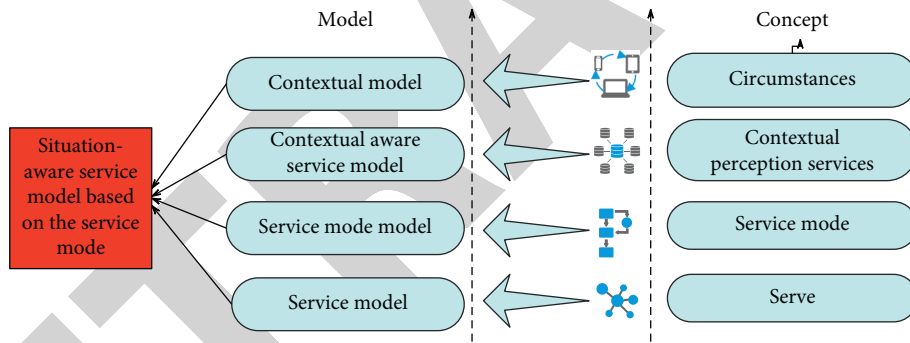 Model
Concept
Contextual model
Circumstances
Situation-
aware service
model based
on the service
mode
Contextual aware
service model
Contextual
perception services
Service mode model
Service mode
Service model
Serve